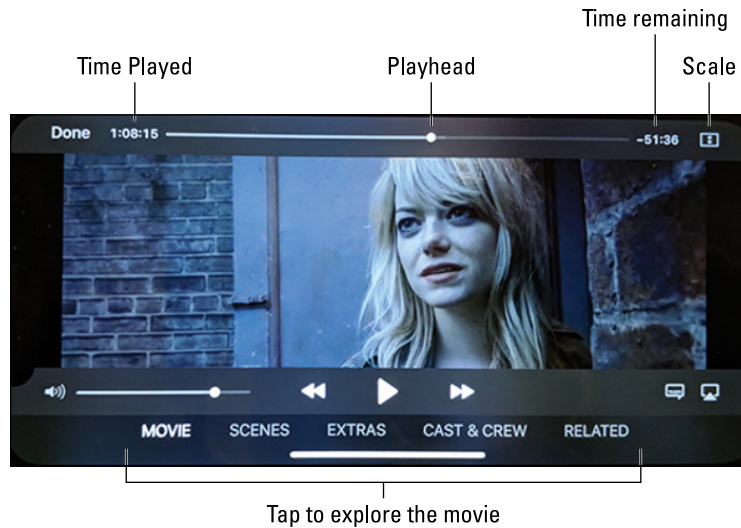 Time remaining
Time Played
Playhead
Scale
Done
1:08:15
-51:36
MOVIE
SCENES
EXTRAS
CAST & CREW
RELATED
Tap to explore the movie